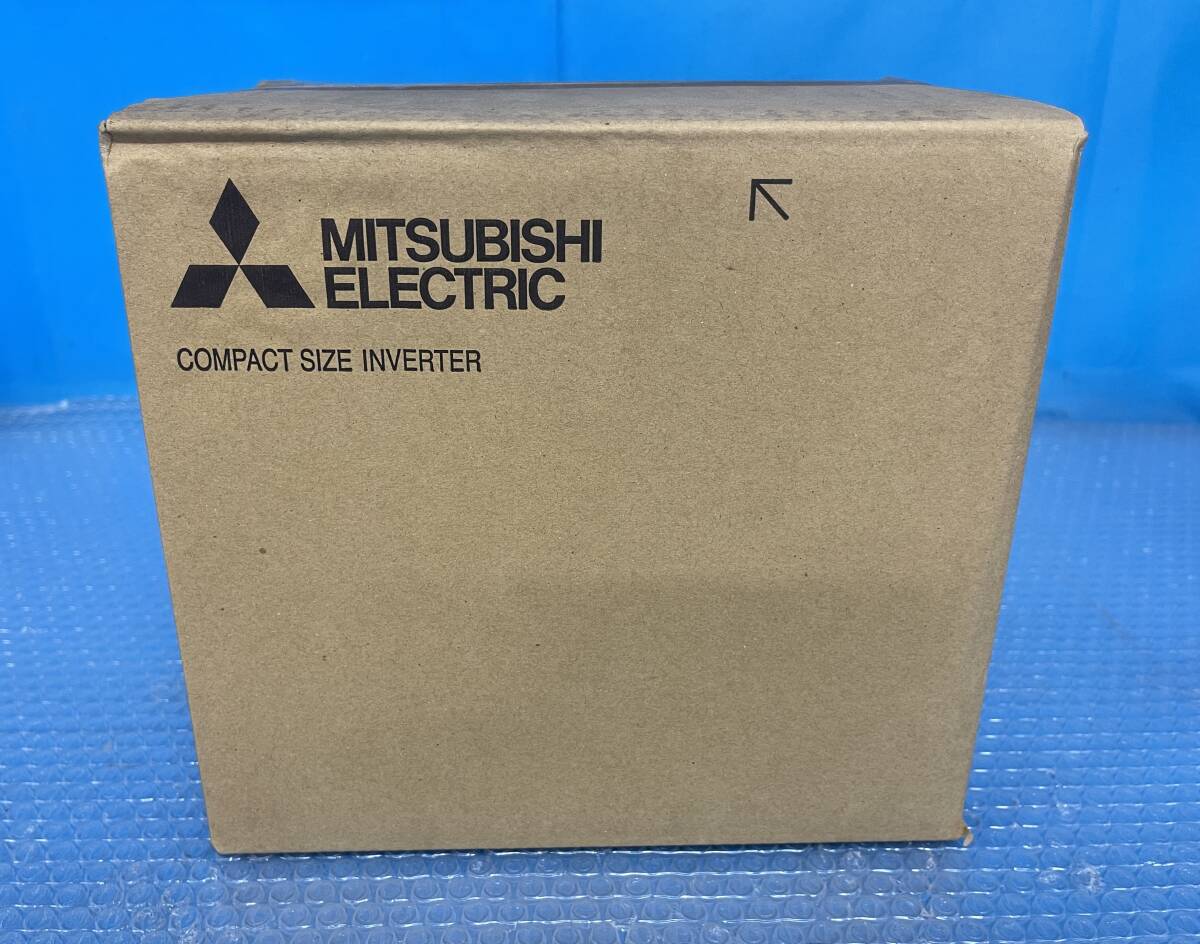 MITSUBISHI
ELECTRIC
COMPACT SIZE INVERTER